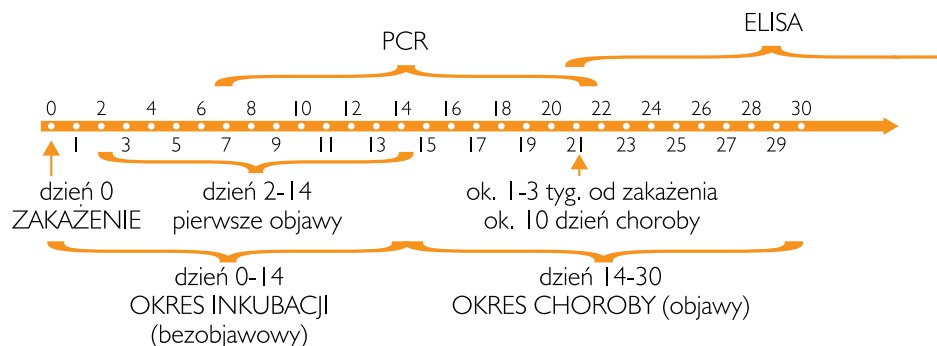 PCR
ELISA
0 2 4 6 8 10 12 14 16 18 20 22 24 26 28 30
1 3 5 7 9 11 13 15 17 19 21 23 25 27 29
dzień 0
ZAKAŻENIE
dzień 2-14
pierwsze objawy
ok. 1-3 tyg. od zakażenia
ok. 10 dzień choroby
dzień 0-14
OKRES INKUBACJI
(bezobjawowy)
dzień 14-30
OKRES CHOROBY (objawy)